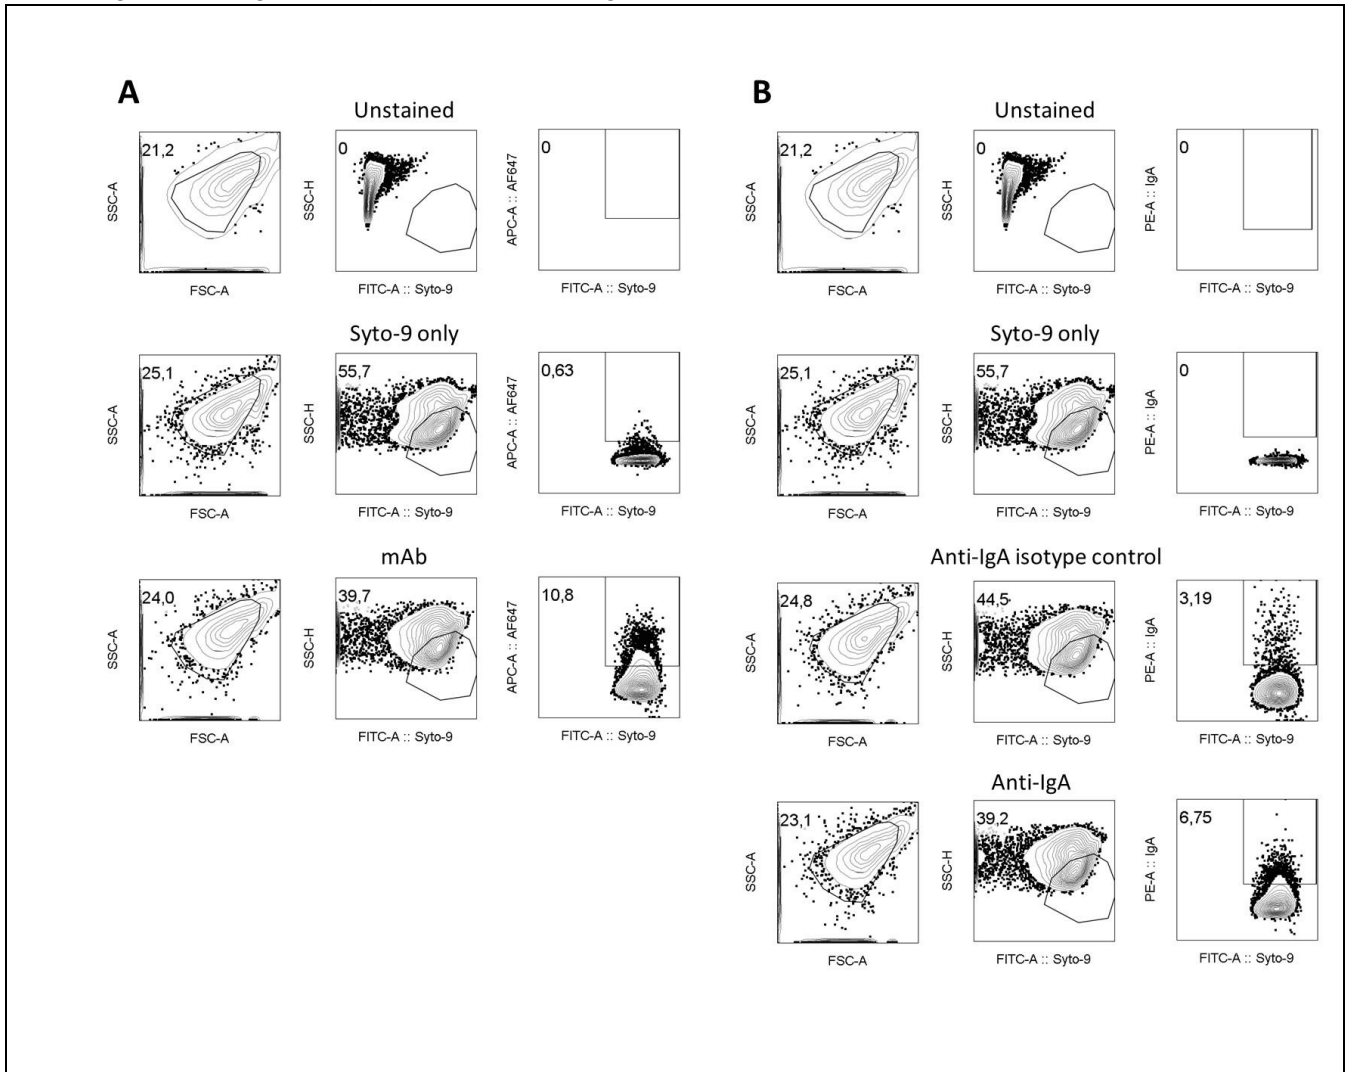 A
Unstained
21,2
SSC-A
FSC-A
0
SSC-H
FITC-A :: Syto-9
0
APC-A :: AF647
FITC-A :: Syto-9
Syto-9 only
25,1
SSC-A
FSC-A
55,7
SSC-H
FITC-A :: Syto-9
0,63
APC-A :: AF647
FITC-A :: Syto-9
mAb
24,0
SSC-A
FSC-A
39,7
SSC-H
FITC-A :: Syto-9
10,8
APC-A :: AF647
FITC-A :: Syto-9
B
Unstained
21,2
SSC-A
FSC-A
0
SSC-H
FITC-A :: Syto-9
0
PE-A :: IgA
FITC-A :: Syto-9
Syto-9 only
25,1
SSC-A
FSC-A
55,7
SSC-H
FITC-A :: Syto-9
0
PE-A :: IgA
FITC-A :: Syto-9
Anti-IgA isotype control
24,8
SSC-A
FSC-A
44,5
SSC-H
FITC-A :: Syto-9
3,19
PE-A :: IgA
FITC-A :: Syto-9
Anti-IgA
23,1
SSC-A
FSC-A
39,2
SSC-H
FITC-A :: Syto-9
6,75
PE-A :: IgA
FITC-A :: Syto-9